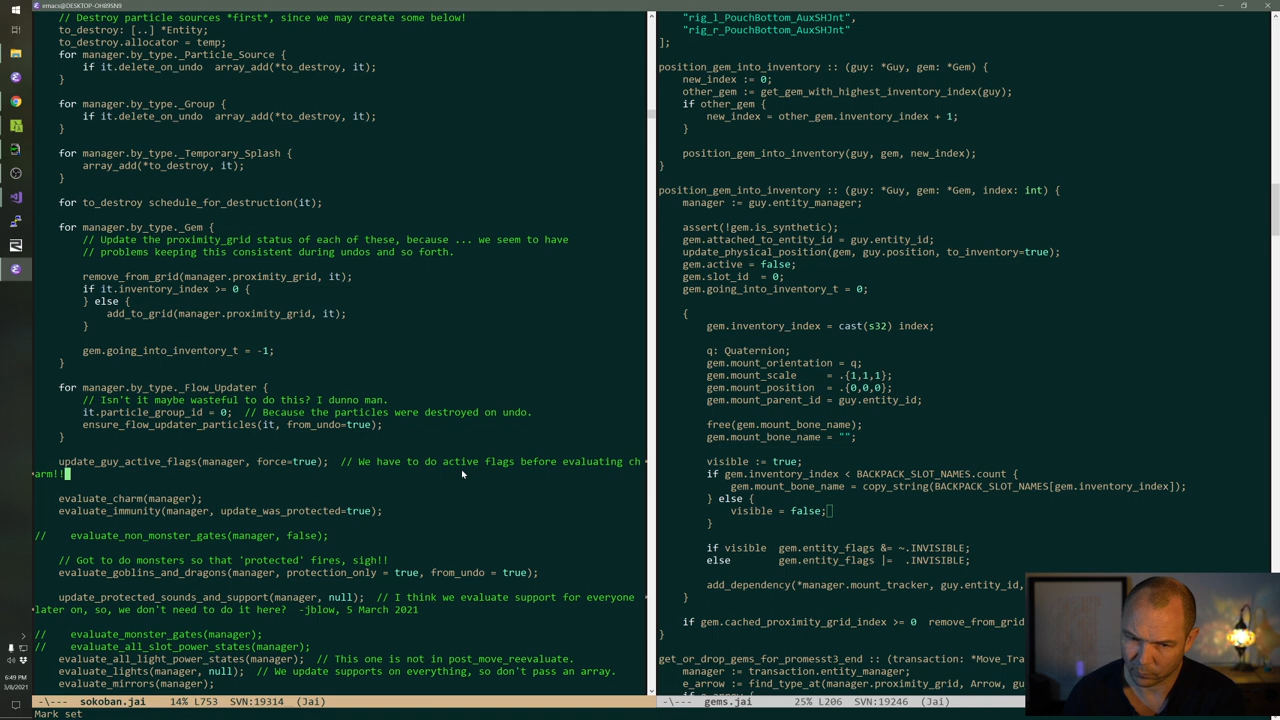 emacs@DESKTOP-OH89SN0
// Destroy particle sources *first*, since we may create some below!
to_destroy: [..] *Entity;
to_destroy.allocator = temp;
for manager.by_type._Particle_Source {
if it.delete_on_undo  array_add(*to_destroy, it);
}
for manager.by_type._Group {
if it.delete_on_undo  array_add(*to_destroy, it);
}
for manager.by_type._Temporary_Splash {
array_add(*to_destroy, it);
}
for to_destroy schedule_for_destruction(it);
for manager.by_type._Gem {
// Update the proximity_grid status of each of these, because ... we seem to have
// problems keeping this consistent during undos and so forth.
remove_from_grid(manager.proximity_grid, it);
if it.inventory_index >= 0 {
} else {
add_to_grid(manager.proximity_grid, it);
}
gem.going_into_inventory_t = -1;
}
for manager.by_type._Flow_Updater {
// Isn't it maybe wasteful to do this? I dunno man.
it.particle_group_id = 0;  // Because the particles were destroyed on undo.
ensure_flow_updater_particles(it, from_undo=true);
}
update_guy_active_flags(manager, force=true);  // We have to do active flags before evaluating ch
arm!!
evaluate_charm(manager);
evaluate_immunity(manager, update_was_protected=true);
//    evaluate_non_monster_gates(manager, false);
// Got to do monsters so that 'protected' fires, sigh!!
evaluate_goblins_and_dragons(manager, protection_only = true, from_undo = true);
update_protected_sounds_and_support(manager, null);  // I think we evaluate support for everyone
later on, so, we don't need to do it here?  -jblow, 5 March 2021
//    evaluate_monster_gates(manager);
//    evaluate_all_slot_power_states(manager);
evaluate_all_light_power_states(manager);  // This one is not in post_move_reevaluate.
evaluate_lights(manager, null);  // We update supports on everything, so don't pass an array.
evaluate_mirrors(manager);
-\---  sokoban.jai    14% L753   SVN:19314  (Jai)
Mark set
6:49 PM
3/8/2021
"rig_l_PouchBottom_AuxSHJnt",
"rig_r_PouchBottom_AuxSHJnt"
];
position_gem_into_inventory :: (guy: *Guy, gem: *Gem) {
new_index := 0;
other_gem := get_gem_with_highest_inventory_index(guy);
if other_gem {
new_index = other_gem.inventory_index + 1;
}
position_gem_into_inventory(guy, gem, new_index);
}
position_gem_into_inventory :: (guy: *Guy, gem: *Gem, index: int) {
manager := guy.entity_manager;
assert(!gem.is_synthetic);
gem.attached_to_entity_id = guy.entity_id;
update_physical_position(gem, guy.position, to_inventory=true);
gem.active = false;
gem.slot_id  = 0;
gem.going_into_inventory_t = 0;
{
gem.inventory_index = cast(s32) index;
q: Quaternion;
gem.mount_orientation = q;
gem.mount_scale     = .{1,1,1};
gem.mount_position  = .{0,0,0};
gem.mount_parent_id = guy.entity_id;
free(gem.mount_bone_name);
gem.mount_bone_name = "";
visible := true;
if gem.inventory_index < BACKPACK_SLOT_NAMES.count {
gem.mount_bone_name = copy_string(BACKPACK_SLOT_NAMES[gem.inventory_index]);
} else {
visible = false;
}
if visible  gem.entity_flags &= ~.INVISIBLE;
else        gem.entity_flags |=  .INVISIBLE;
add_dependency(*manager.mount_tracker, guy.entity_id,
}
if gem.cached_proximity_grid_index >= 0  remove_from_grid
}
get_or_drop_gems_for_promesst3_end :: (transaction: *Move_Tra
manager := transaction.entity_manager;
e_arrow := find_type_at(manager.proximity_grid, Arrow, gu
-\---  gems.jai       25% L206   SVN:19246  (Jai)